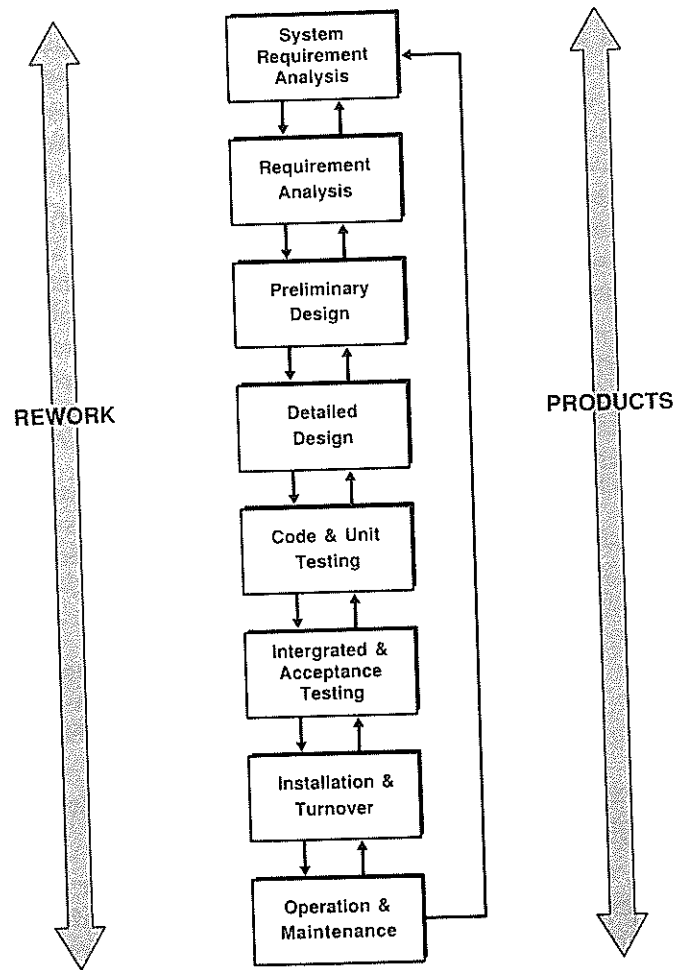 System
Requirement
Analysis
Requirement
Analysis
Preliminary
Design
REWORK
Detailed
Design
PRODUCTS
Code & Unit
Testing
Intergrated &
Acceptance
Testing
Installation &
Turnover
Operation &
Maintenance